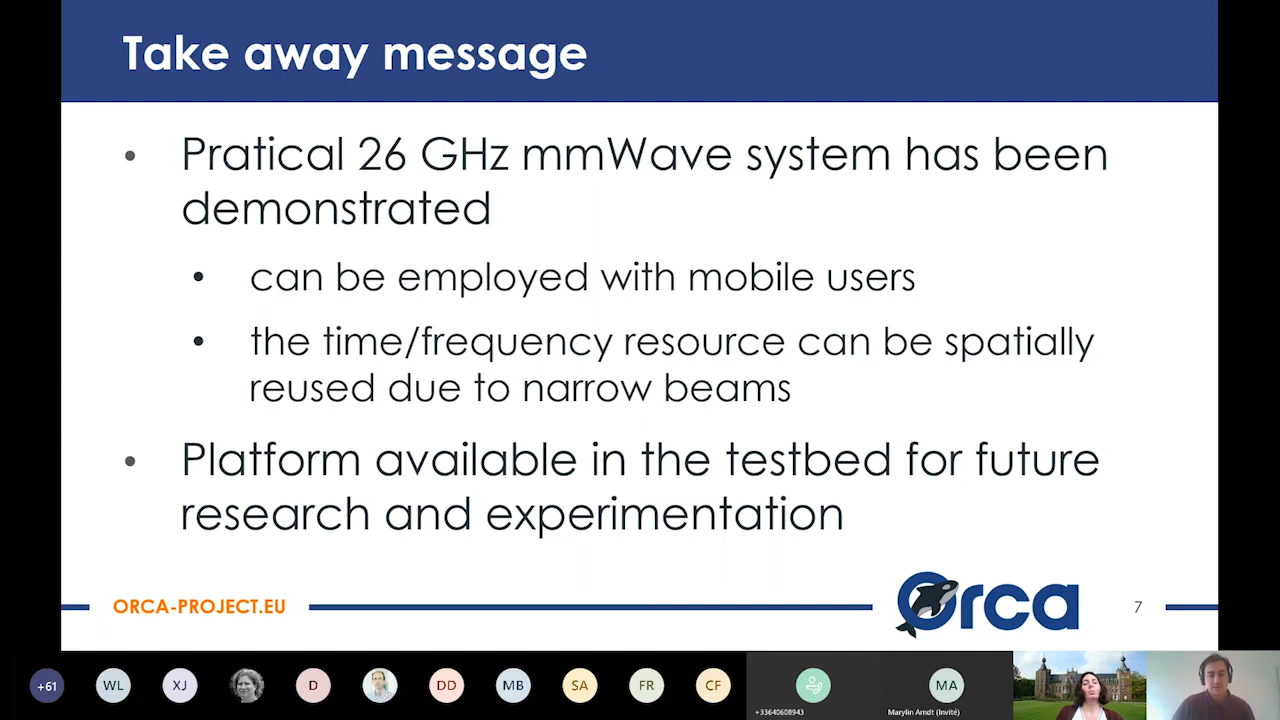 Take away message
• Pratical 26 GHz mmWave system has been
demonstrated
• can be employed with mobile users
• the time/frequency resource can be spatially
reused due to narrow beams
• Platform available in the testbed for future
research and experimentation
ORCA-PROJECT.EU
Orca
7
+61
WL
XJ
D
DD
MB
SA
FR
CF
+33640608943
MA
Marylin Arndt (Invité)